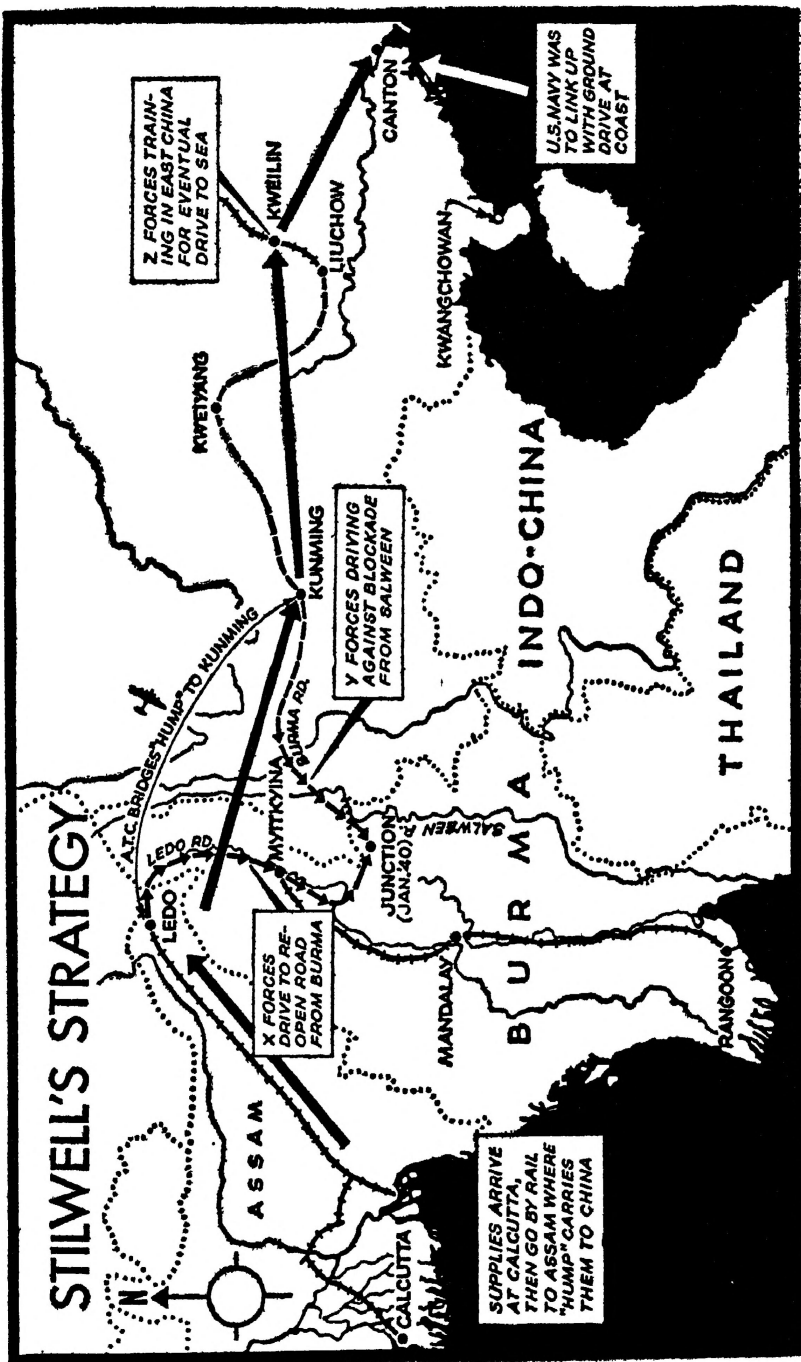 STILWELL'S STRATEGY
N
A.T.C. BRIDGES "HUMP" TO KUNMING
LEDO RD.
LEDO
ASSAM
CALCUTTA
SUPPLIES ARRIVE
AT CALCUTTA,
THEN GO BY RAIL
TO ASSAM WHERE
"HUMP" CARRIES
THEM TO CHINA
X FORCES
DRIVE TO RE-
OPEN ROAD
FROM BURMA
MYITKYINA
BURMA RD.
JUNCTION
(JAN.'40)
MANDALAY
BURMA
SALWEEN R.
RANGOON
Y FORCES DRIVING
AGAINST BLOCKADE
FROM SALWEEN
KUNMING
KWEIYANG
Z FORCES TRAIN-
ING IN EAST CHINA
FOR EVENTUAL
DRIVE TO SEA
KWEILIN
LIUCHOW
CANTON
KWANGCHOWAN
U.S. NAVY WAS
TO LINK UP
WITH GROUND
DRIVE AT
COAST
INDO-CHINA
THAILAND